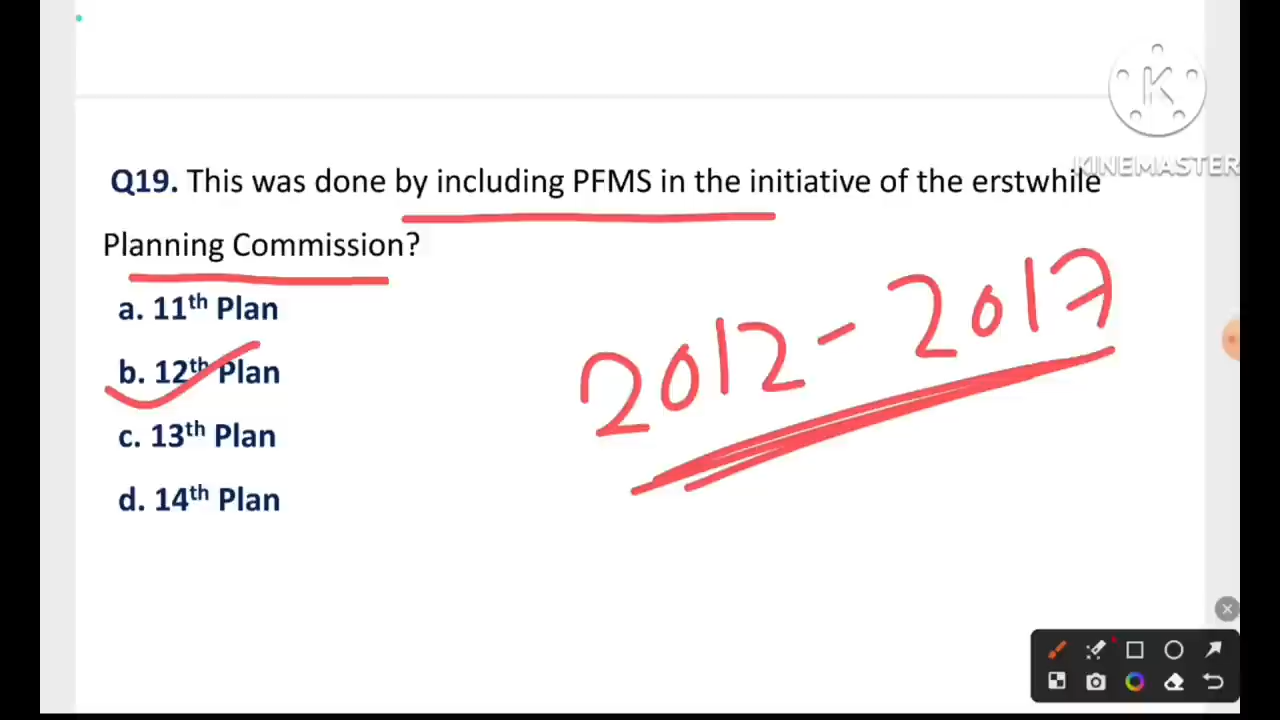 K
KINEMASTER
Q19. This was done by including PFMS in the initiative of the erstwhile
Planning Commission?
a. 11th Plan
b. 12th Plan
c. 13th Plan
d. 14th Plan
2012-2017